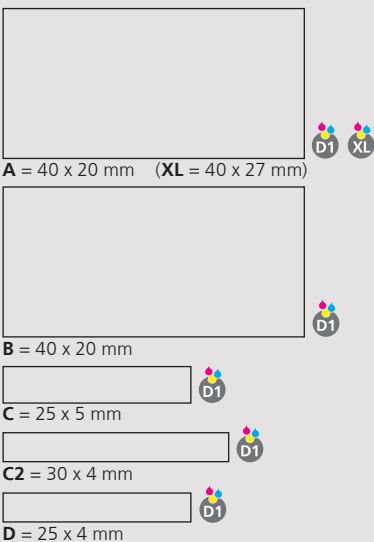 D1 XL
A = 40 x 20 mm (XL = 40 x 27 mm)
D1
B = 40 x 20 mm
D1
C = 25 x 5 mm
D1
C2 = 30 x 4 mm
D1
D = 25 x 4 mm